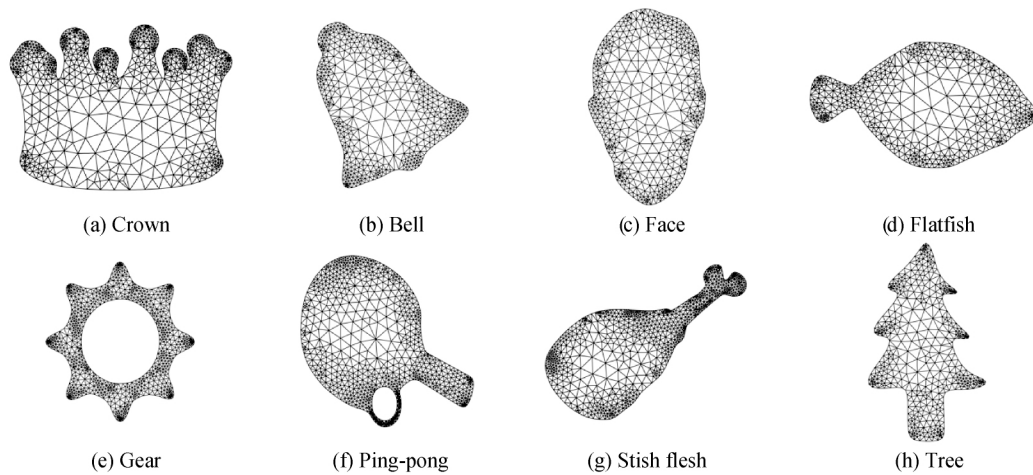 (a) Crown
(b) Bell
(c) Face
(d) Flatfish
(e) Gear
(f) Ping-pong
(g) Stish flesh
(h) Tree